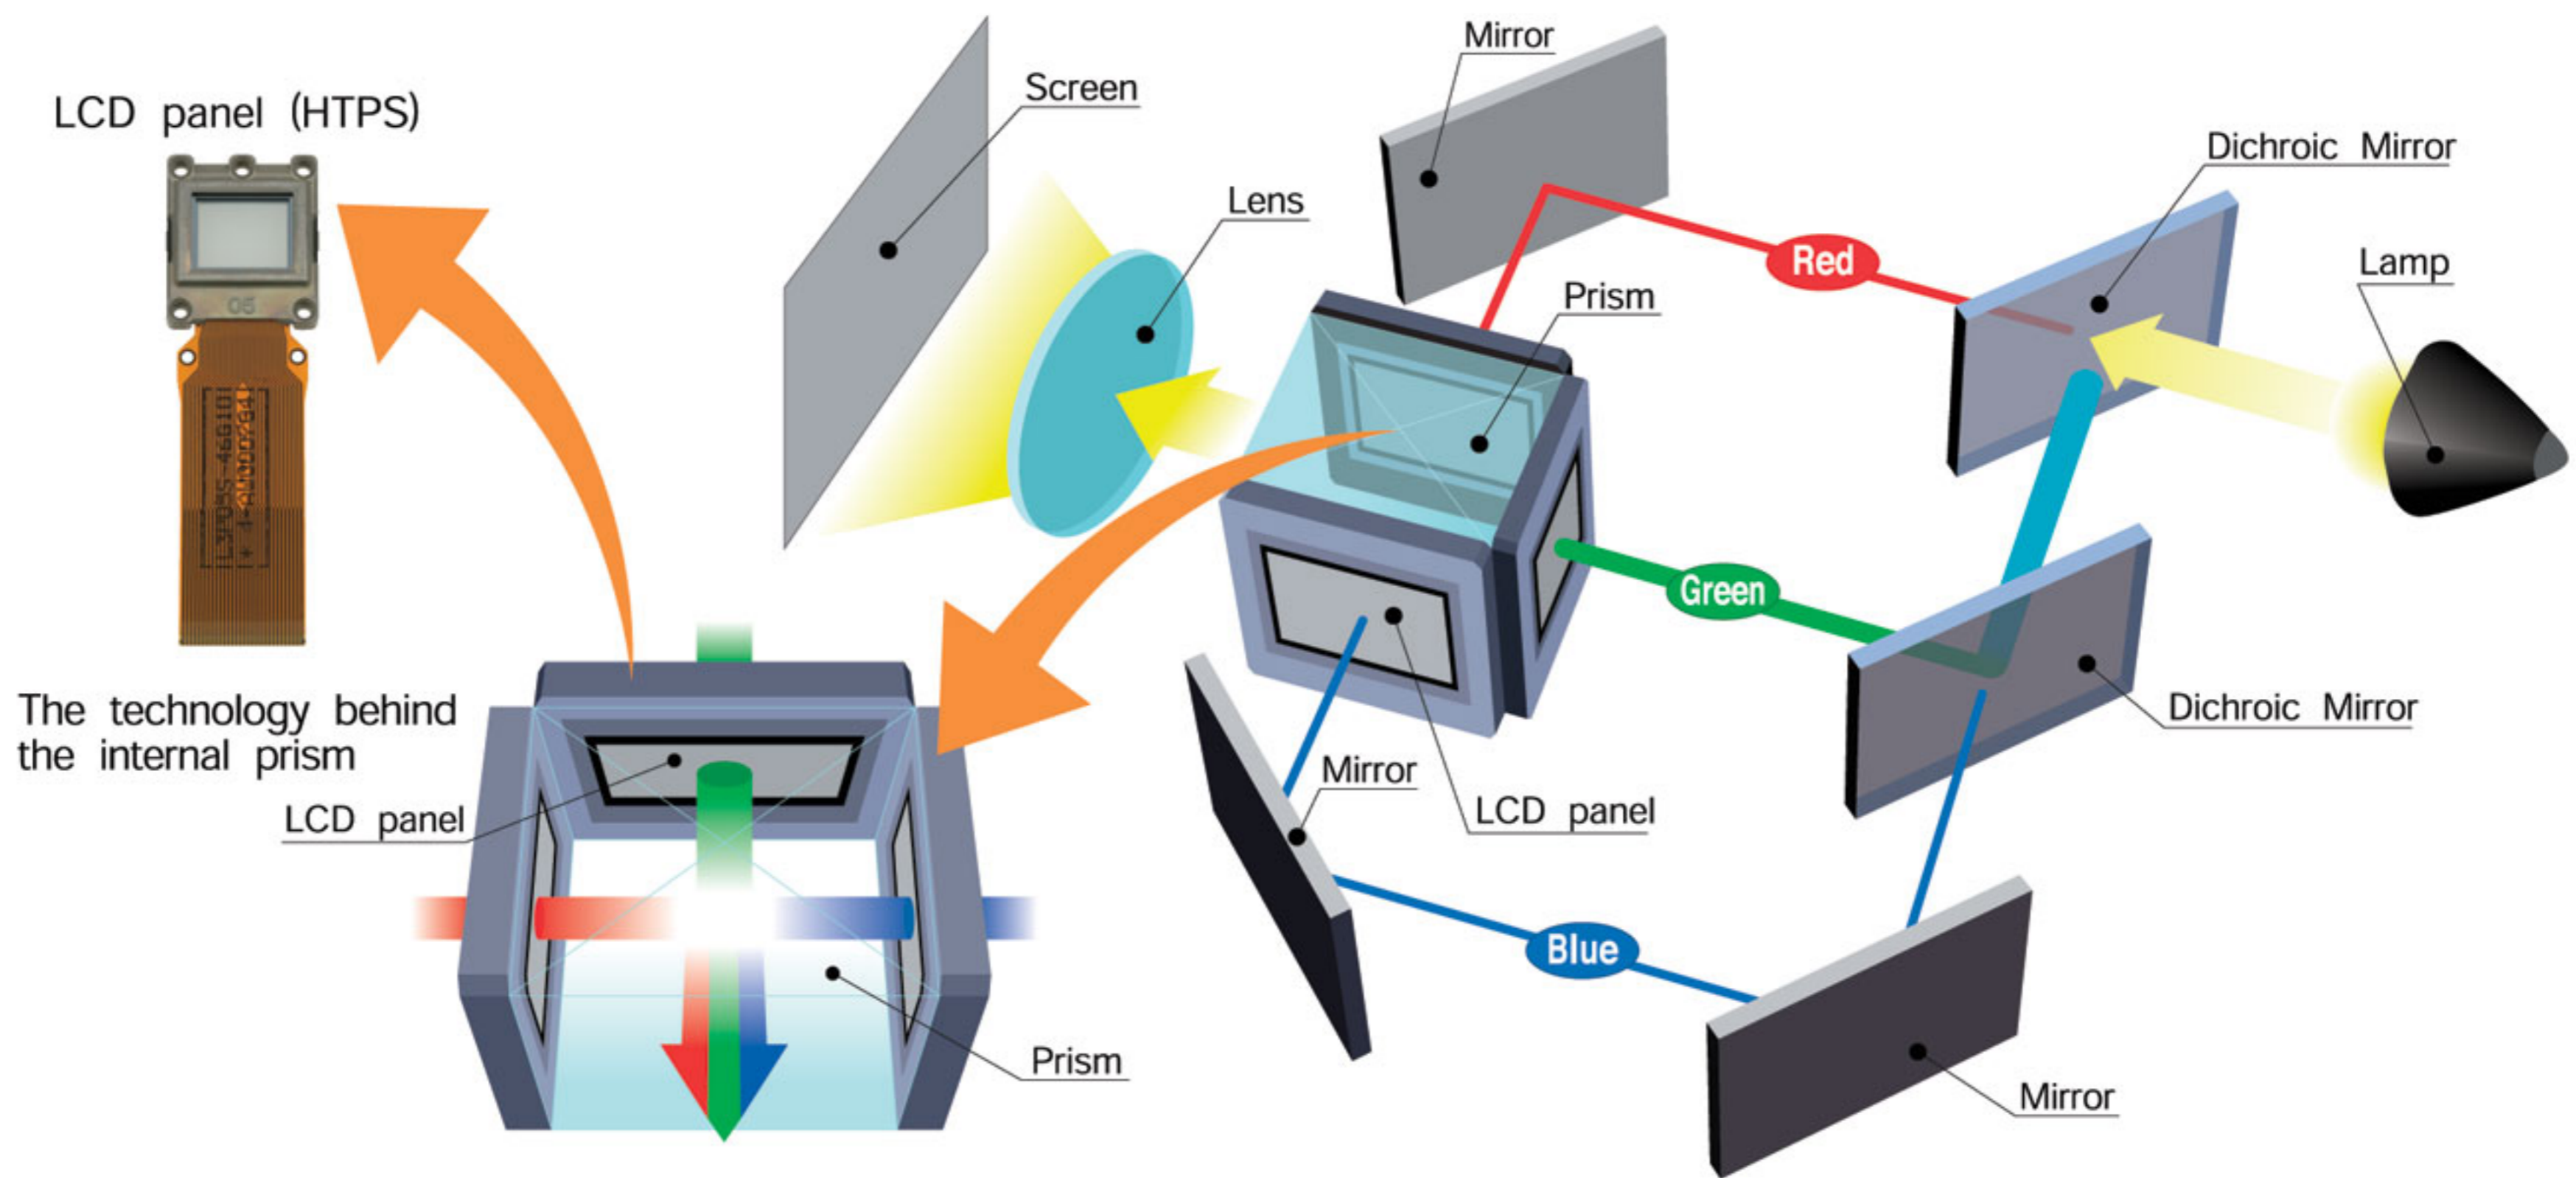 LCD panel (HTPS)
05
Screen
Lens
Mirror
Dichroic Mirror
Lamp
Red
Prism
Green
Dichroic Mirror
Mirror
LCD panel
Blue
Mirror
The technology behind
the internal prism
LCD panel
Prism